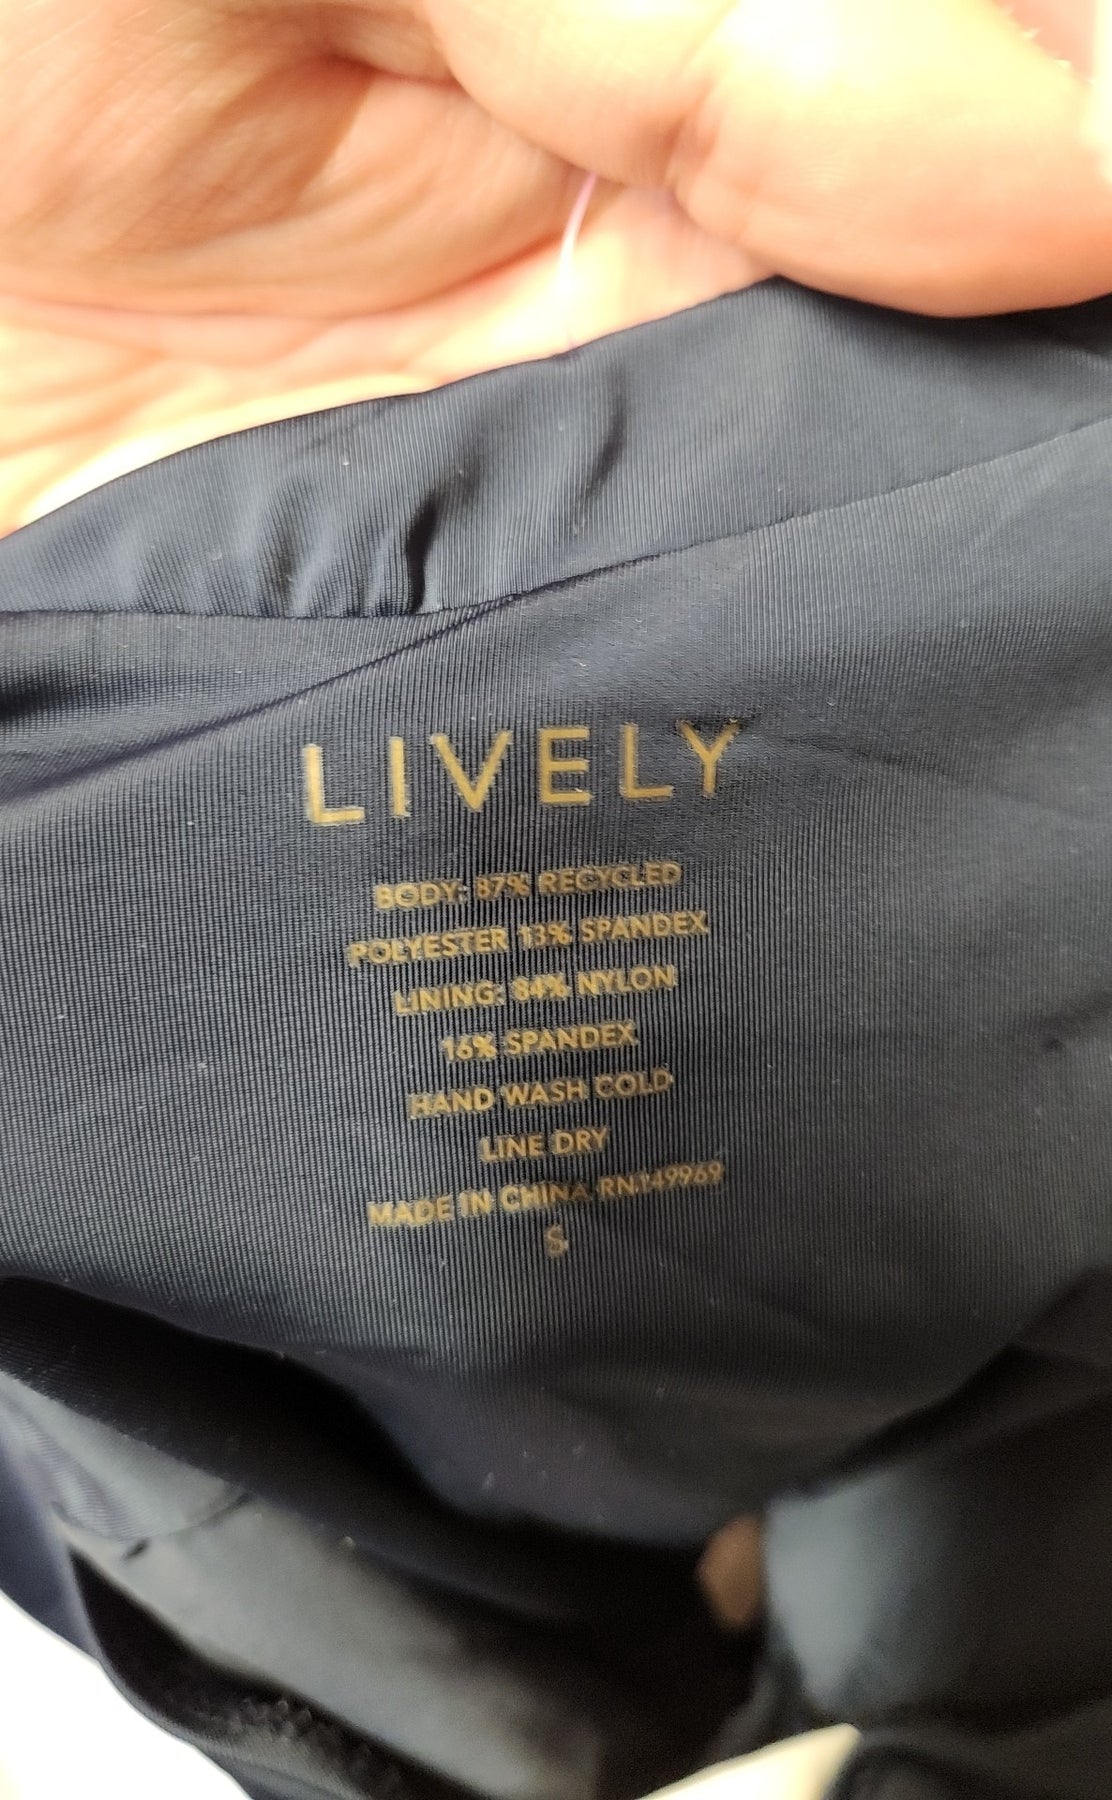 LIVELY
BODY: 87% RECYCLED
POLYESTER 13% SPANDEX
LINING: 84% NYLON
16% SPANDEX
HAND WASH COLD
LINE DRY
MADE IN CHINA RN149969
S